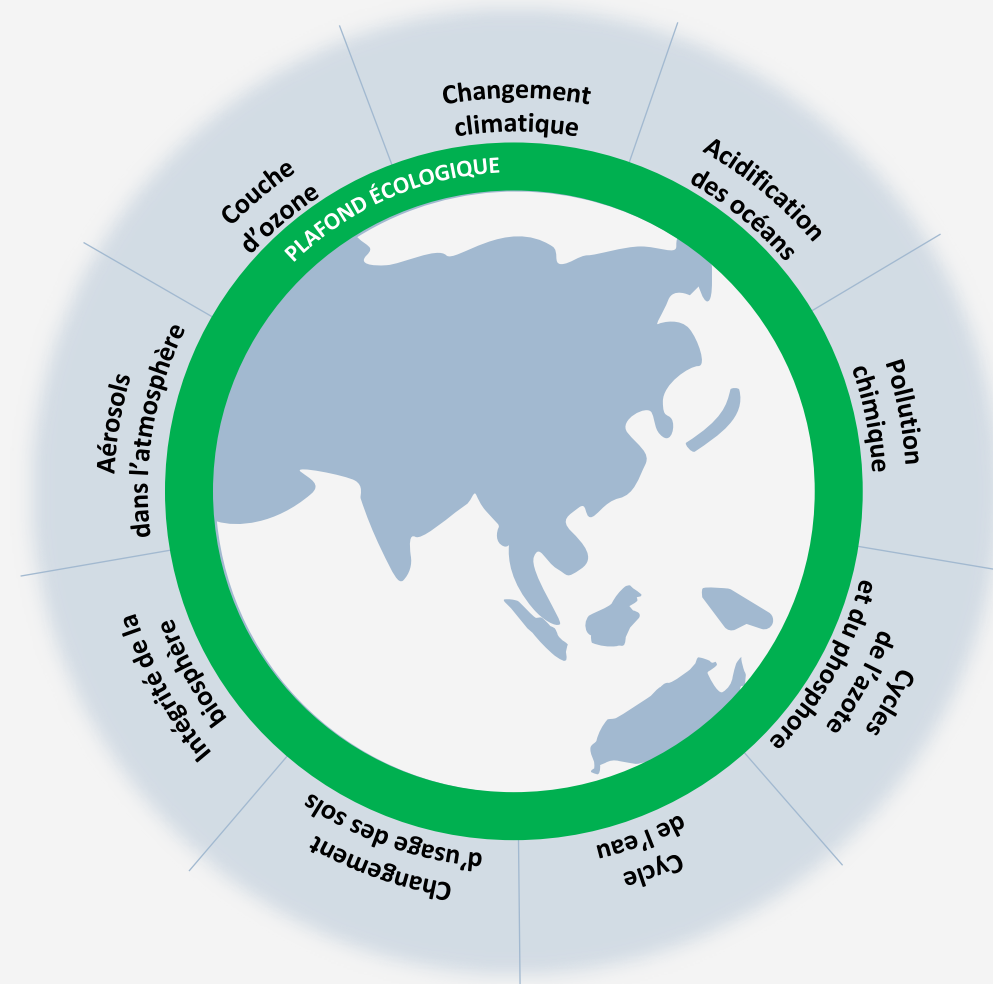 Changement
climatique
Acidification
des océans
Pollution
chimique
Cycles
de l'azote
et du phosphore
Cycle
de l'eau
Changement
d'usage des sols
Intégrité de la
biosphère
Aérosols
dans l'atmosphère
Couche
d'ozone
PLAFOND ÉCOLOGIQUE